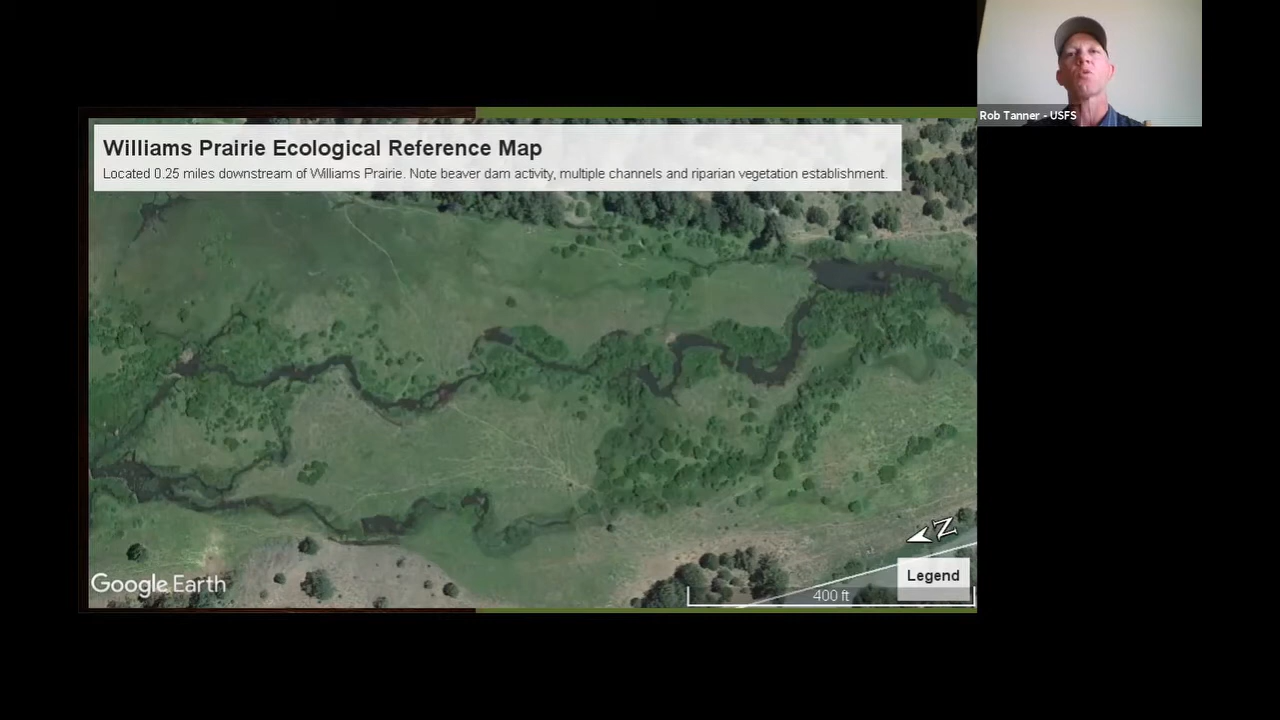 Rob Tanner - USFS
Williams Prairie Ecological Reference Map
Located 0.25 miles downstream of Williams Prairie. Note beaver dam activity, multiple channels and riparian vegetation establishment.
N
Legend
Google Earth
400 ft